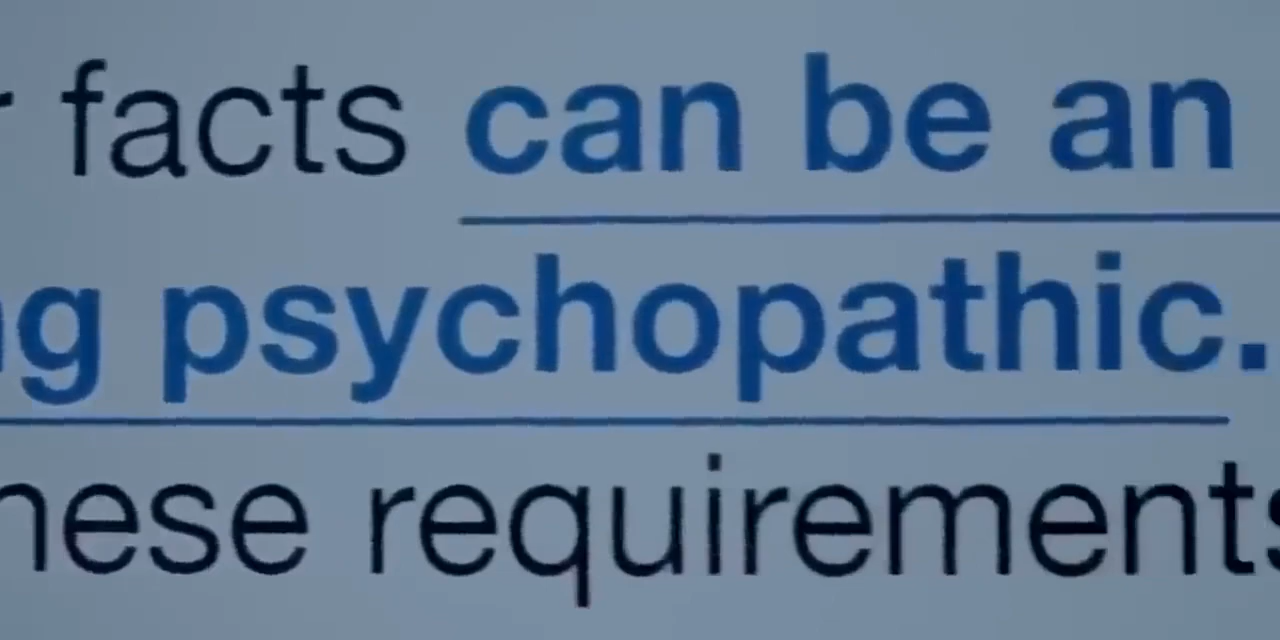 facts can be an
psychopathic.
requirements